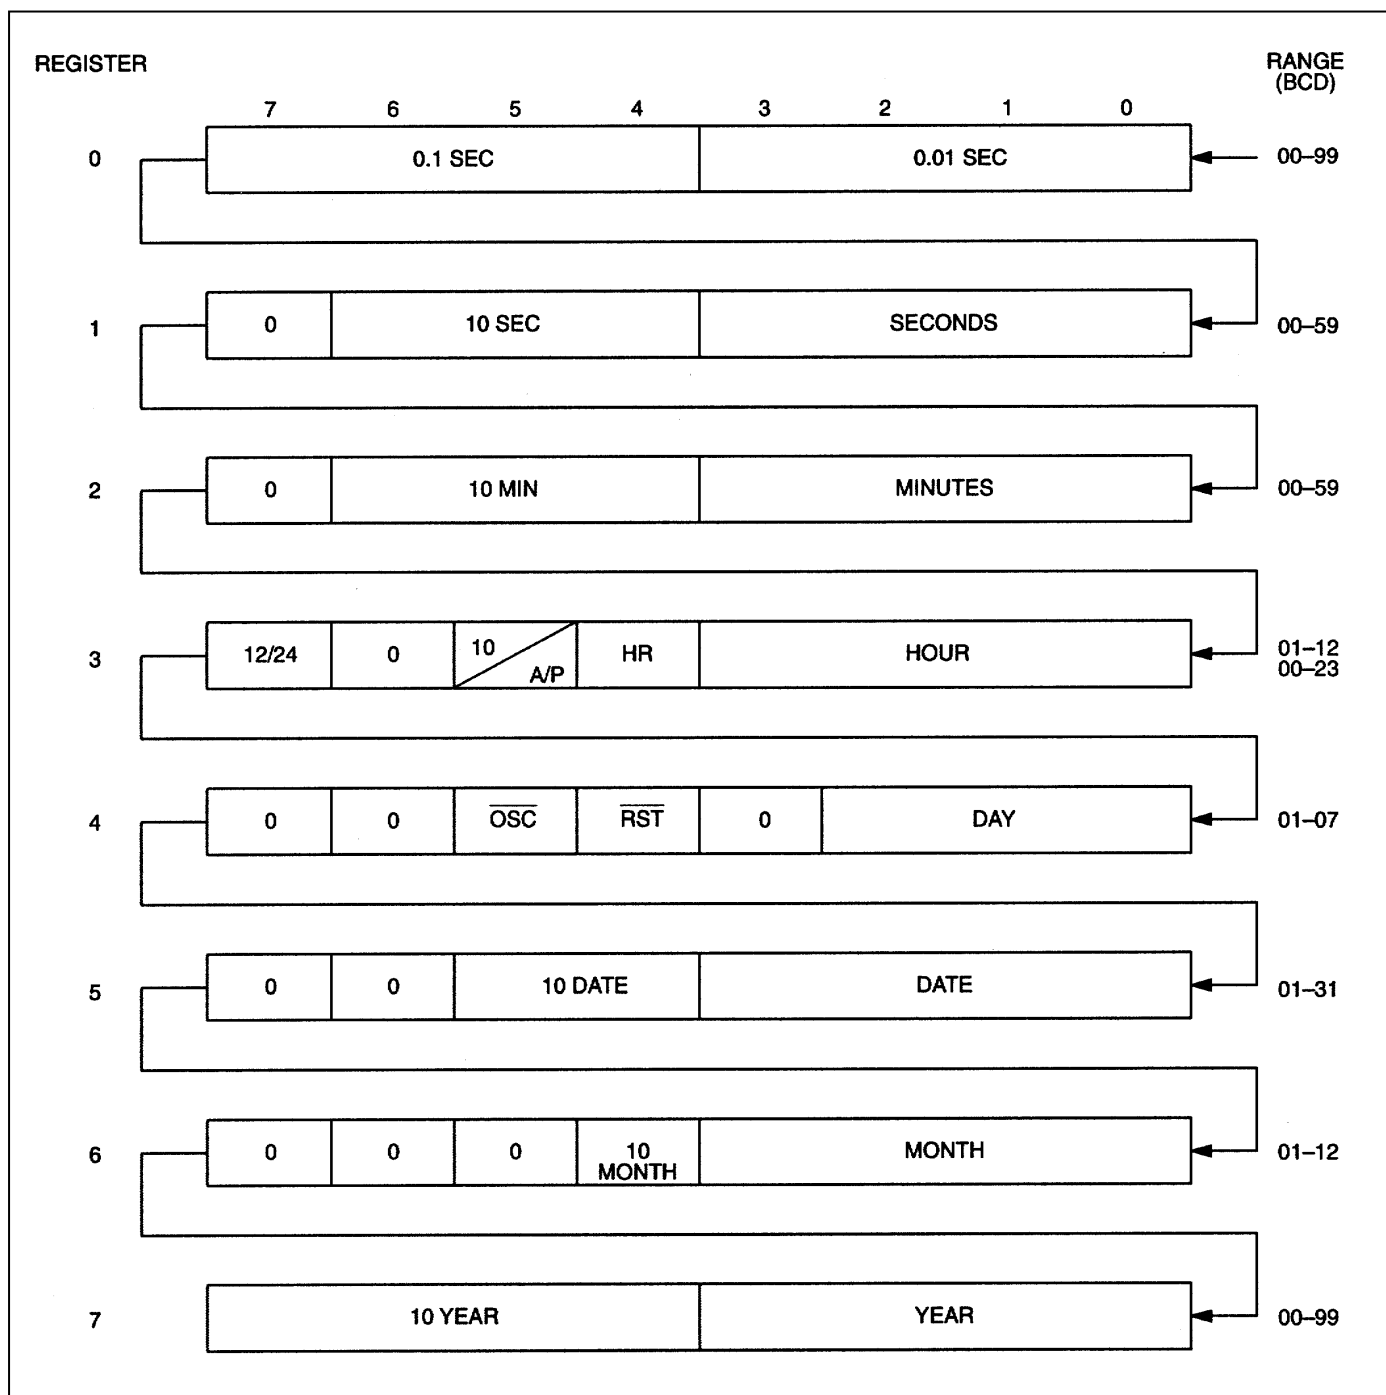 REGISTER RANGE
(BCD)
7 6 5 4 3 2 1 0
0 0.1 SEC 0.01 SEC 00–99
1 0 10 SEC SECONDS 00–59
2 0 10 MIN MINUTES 00–59
3 12/24 0 10 A/P HR HOUR 01–12
00–23
4 0 0 O̅S̅C̅ R̅S̅T̅ 0 DAY 01–07
5 0 0 10 DATE DATE 01–31
6 0 0 0 10 MONTH MONTH 01–12
7 10 YEAR YEAR 00–99